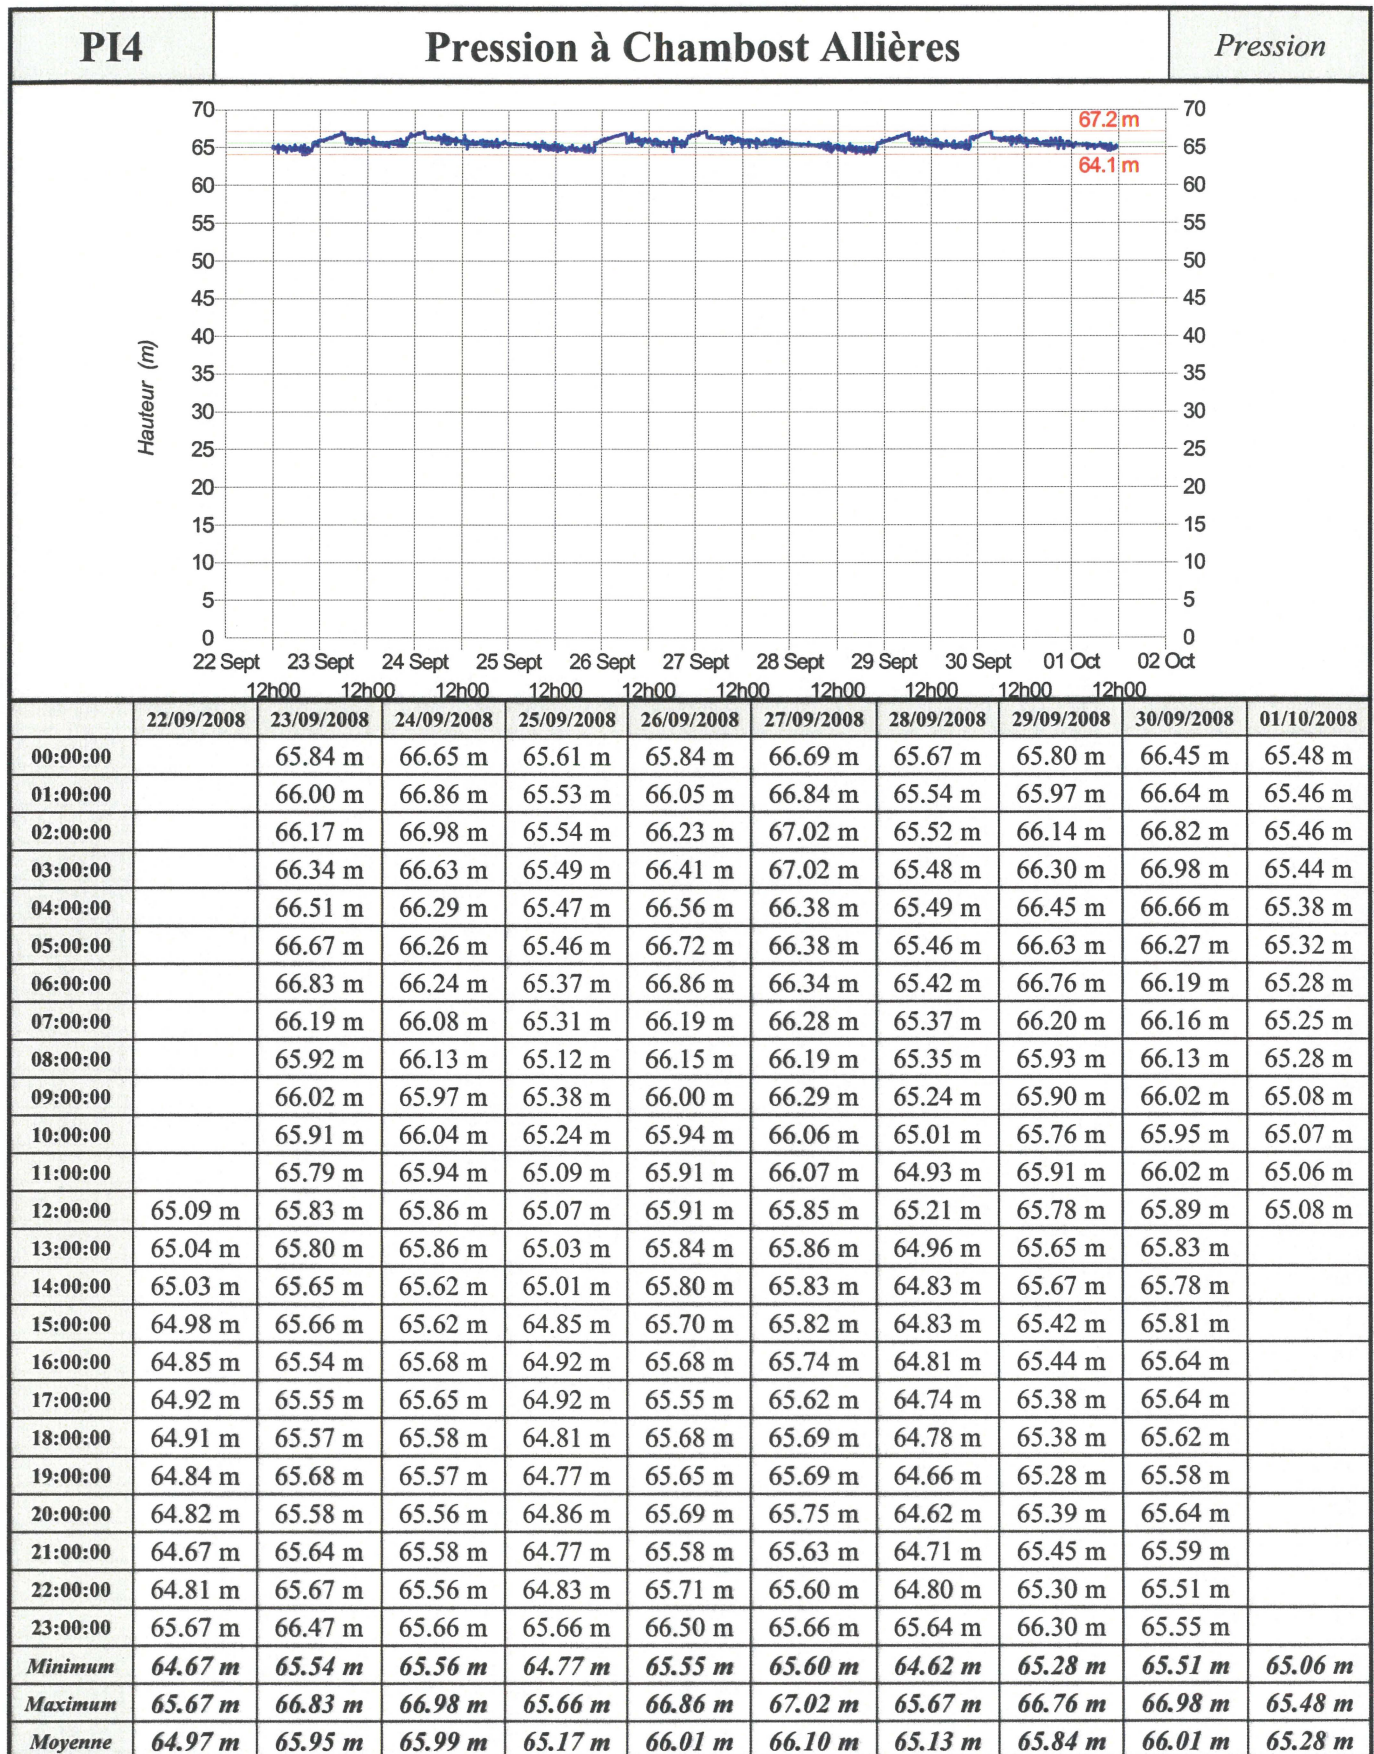 PI4 Pression à Chambost Allières Pression
70 70
67.2 m
65 65
64.1 m
60 60
55 55
50 50
45 45
40 40
35 35
30 30
25 25
20 20
15 15
10 10
5 5
0 0
Hauteur (m)
22 Sept 23 Sept 24 Sept 25 Sept 26 Sept 27 Sept 28 Sept 29 Sept 30 Sept 01 Oct 02 Oct
12h00 12h00 12h00 12h00 12h00 12h00 12h00 12h00 12h00 12h00
22/09/2008 23/09/2008 24/09/2008 25/09/2008 26/09/2008 27/09/2008 28/09/2008 29/09/2008 30/09/2008 01/10/2008
00:00:00 65.84 m 66.65 m 65.61 m 65.84 m 66.69 m 65.67 m 65.80 m 66.45 m 65.48 m
01:00:00 66.00 m 66.86 m 65.53 m 66.05 m 66.84 m 65.54 m 65.97 m 66.64 m 65.46 m
02:00:00 66.17 m 66.98 m 65.54 m 66.23 m 67.02 m 65.52 m 66.14 m 66.82 m 65.46 m
03:00:00 66.34 m 66.63 m 65.49 m 66.41 m 67.02 m 65.48 m 66.30 m 66.98 m 65.44 m
04:00:00 66.51 m 66.29 m 65.47 m 66.56 m 66.38 m 65.49 m 66.45 m 66.66 m 65.38 m
05:00:00 66.67 m 66.26 m 65.46 m 66.72 m 66.38 m 65.46 m 66.63 m 66.27 m 65.32 m
06:00:00 66.83 m 66.24 m 65.37 m 66.86 m 66.34 m 65.42 m 66.76 m 66.19 m 65.28 m
07:00:00 66.19 m 66.08 m 65.31 m 66.19 m 66.28 m 65.37 m 66.20 m 66.16 m 65.25 m
08:00:00 65.92 m 66.13 m 65.12 m 66.15 m 66.19 m 65.35 m 65.93 m 66.13 m 65.28 m
09:00:00 66.02 m 65.97 m 65.38 m 66.00 m 66.29 m 65.24 m 65.90 m 66.02 m 65.08 m
10:00:00 65.91 m 66.04 m 65.24 m 65.94 m 66.06 m 65.01 m 65.76 m 65.95 m 65.07 m
11:00:00 65.79 m 65.94 m 65.09 m 65.91 m 66.07 m 64.93 m 65.91 m 66.02 m 65.06 m
12:00:00 65.09 m 65.83 m 65.86 m 65.07 m 65.91 m 65.85 m 65.21 m 65.78 m 65.89 m 65.08 m
13:00:00 65.04 m 65.80 m 65.86 m 65.03 m 65.84 m 65.86 m 64.96 m 65.65 m 65.83 m
14:00:00 65.03 m 65.65 m 65.62 m 65.01 m 65.80 m 65.83 m 64.83 m 65.67 m 65.78 m
15:00:00 64.98 m 65.66 m 65.62 m 64.85 m 65.70 m 65.82 m 64.83 m 65.42 m 65.81 m
16:00:00 64.85 m 65.54 m 65.68 m 64.92 m 65.68 m 65.74 m 64.81 m 65.44 m 65.64 m
17:00:00 64.92 m 65.55 m 65.65 m 64.92 m 65.55 m 65.62 m 64.74 m 65.38 m 65.64 m
18:00:00 64.91 m 65.57 m 65.58 m 64.81 m 65.68 m 65.69 m 64.78 m 65.38 m 65.62 m
19:00:00 64.84 m 65.68 m 65.57 m 64.77 m 65.65 m 65.69 m 64.66 m 65.28 m 65.58 m
20:00:00 64.82 m 65.58 m 65.56 m 64.86 m 65.69 m 65.75 m 64.62 m 65.39 m 65.64 m
21:00:00 64.67 m 65.64 m 65.58 m 64.77 m 65.58 m 65.63 m 64.71 m 65.45 m 65.59 m
22:00:00 64.81 m 65.67 m 65.56 m 64.83 m 65.71 m 65.60 m 64.80 m 65.30 m 65.51 m
23:00:00 65.67 m 66.47 m 65.66 m 65.66 m 66.50 m 65.66 m 65.64 m 66.30 m 65.55 m
Minimum 64.67 m 65.54 m 65.56 m 64.77 m 65.55 m 65.60 m 64.62 m 65.28 m 65.51 m 65.06 m
Maximum 65.67 m 66.83 m 66.98 m 65.66 m 66.86 m 67.02 m 65.67 m 66.76 m 66.98 m 65.48 m
Moyenne 64.97 m 65.95 m 65.99 m 65.17 m 66.01 m 66.10 m 65.13 m 65.84 m 66.01 m 65.28 m